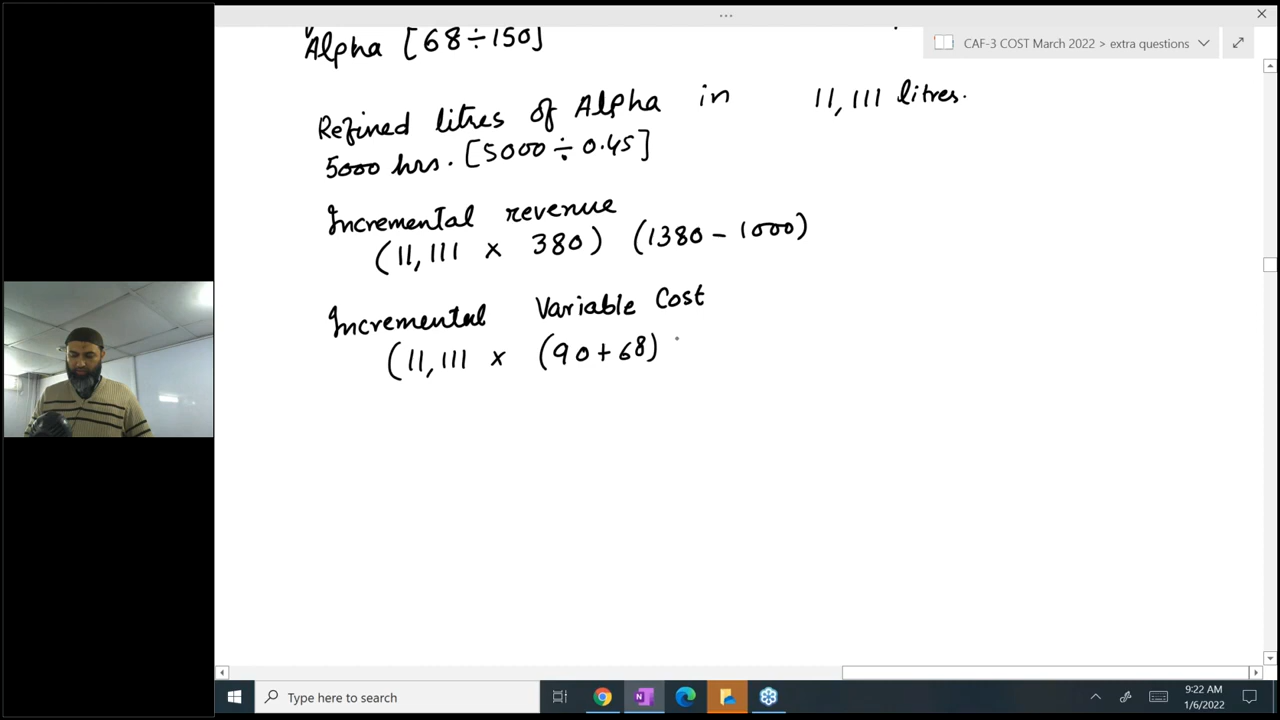 Alpha [68÷150]
CAF-3 COST March 2022 > extra questions
Refined litres of Alpha in 11,111 litres.
5000 hrs. [5000 ÷ 0.45]
Incremental revenue
(11,111 × 380) (1380 - 1000)
Incremental Variable Cost
(11,111 × (90+68)
Type here to search
9:22 AM
1/6/2022